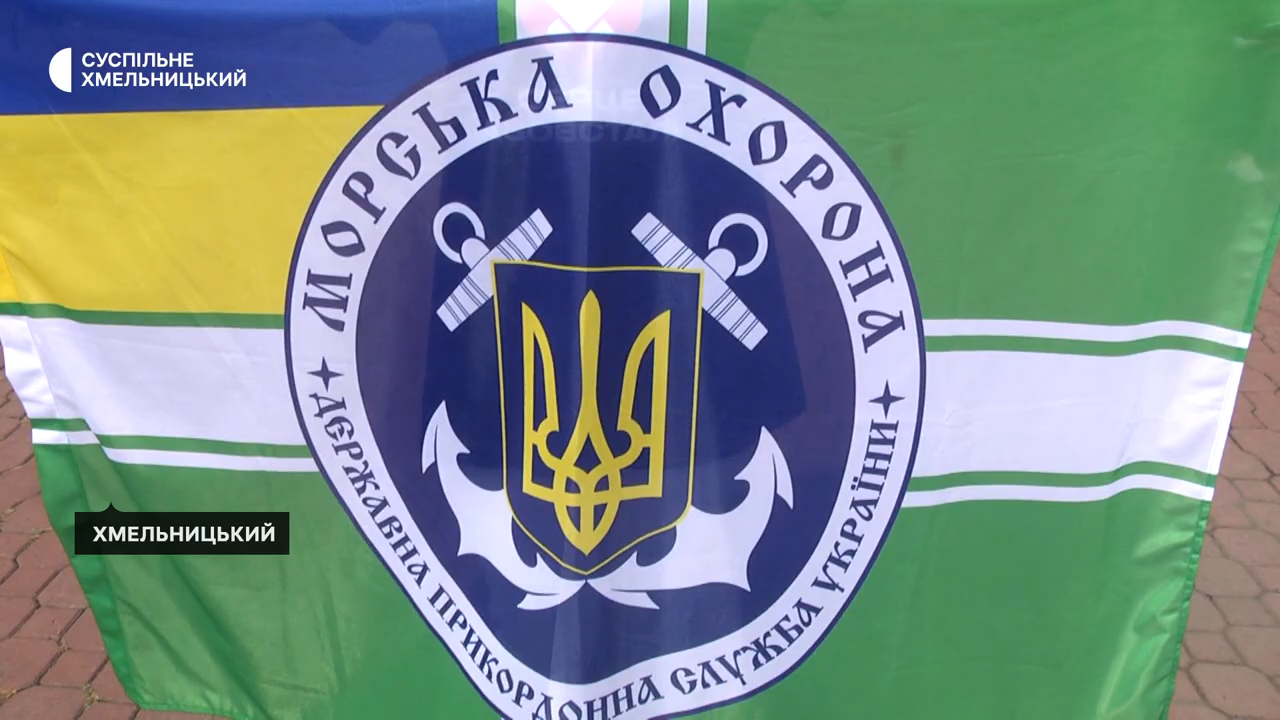 СУСПІЛЬНЕ
ХМЕЛЬНИЦЬКИЙ
МОРСЬКА ОХОРОНА
ДЕРЖАВНА ПРИКОРДОННА СЛУЖБА УКРАЇНИ
ХМЕЛЬНИЦЬКИЙ